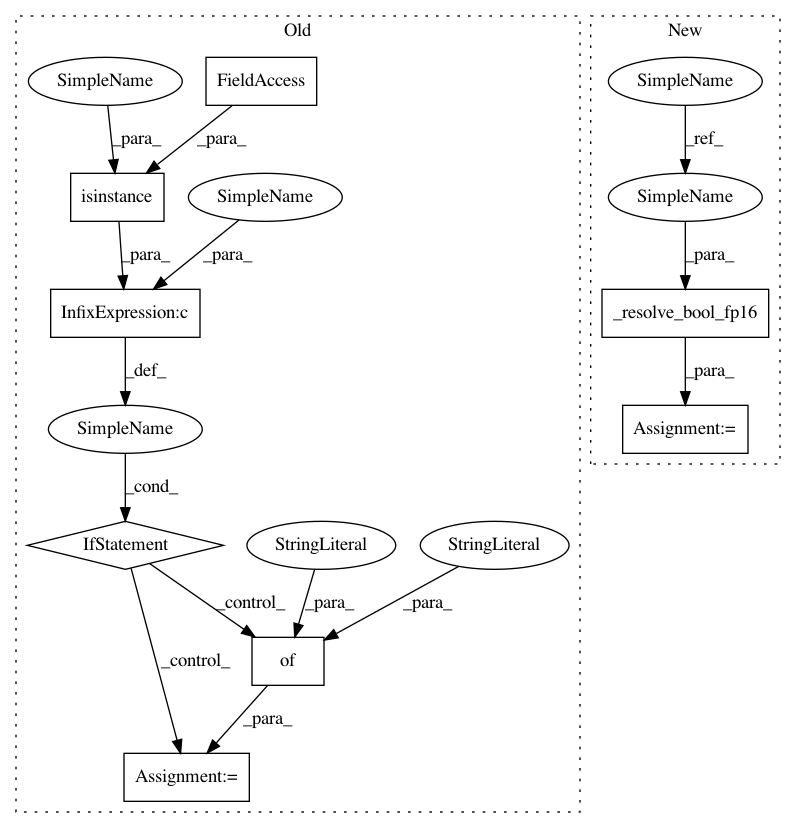 Old
New
SimpleName
FieldAccess
SimpleName
_para_
_para_
_ref_
isinstance
SimpleName
SimpleName
_para_
_para_
_para_
InfixExpression:c
_resolve_bool_fp16
_def_
_para_
SimpleName
Assignment:=
_cond_
IfStatement
StringLiteral
StringLiteral
_control_
_para_
_para_
_control_
of
_para_
Assignment:=